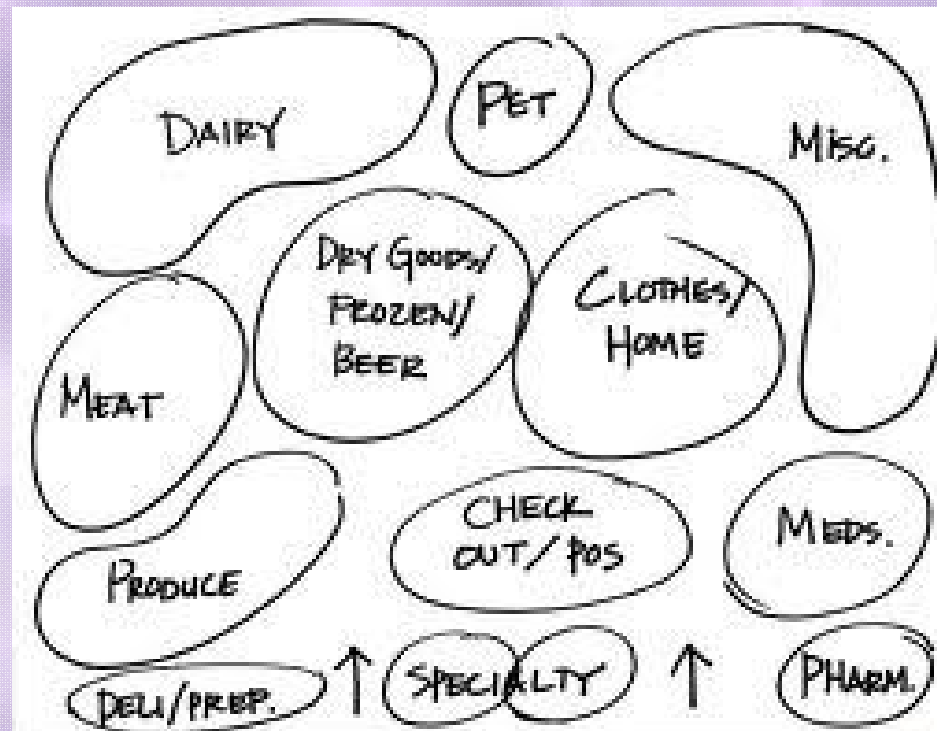 DAIRY
PET
MISC.
DRY GOODS/
FROZEN/
BEER
CLOTHES/
HOME
MEAT
CHECK
OUT/POS
MEDS.
PRODUCE
DELI/PREP.
SPECIALTY
PHARM.